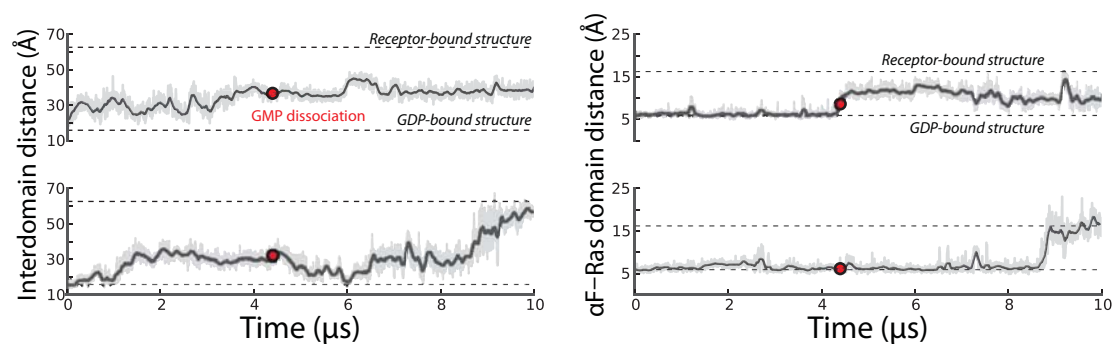 Interdomain distance (Å)
70
50
30
10
Receptor-bound structure
GMP dissociation
GDP-bound structure
70
50
30
10
0 2 4 6 8 10
Time (µs)
αF–Ras domain distance (Å)
25
15
5
Receptor-bound structure
GDP-bound structure
25
15
5
0 2 4 6 8 10
Time (µs)